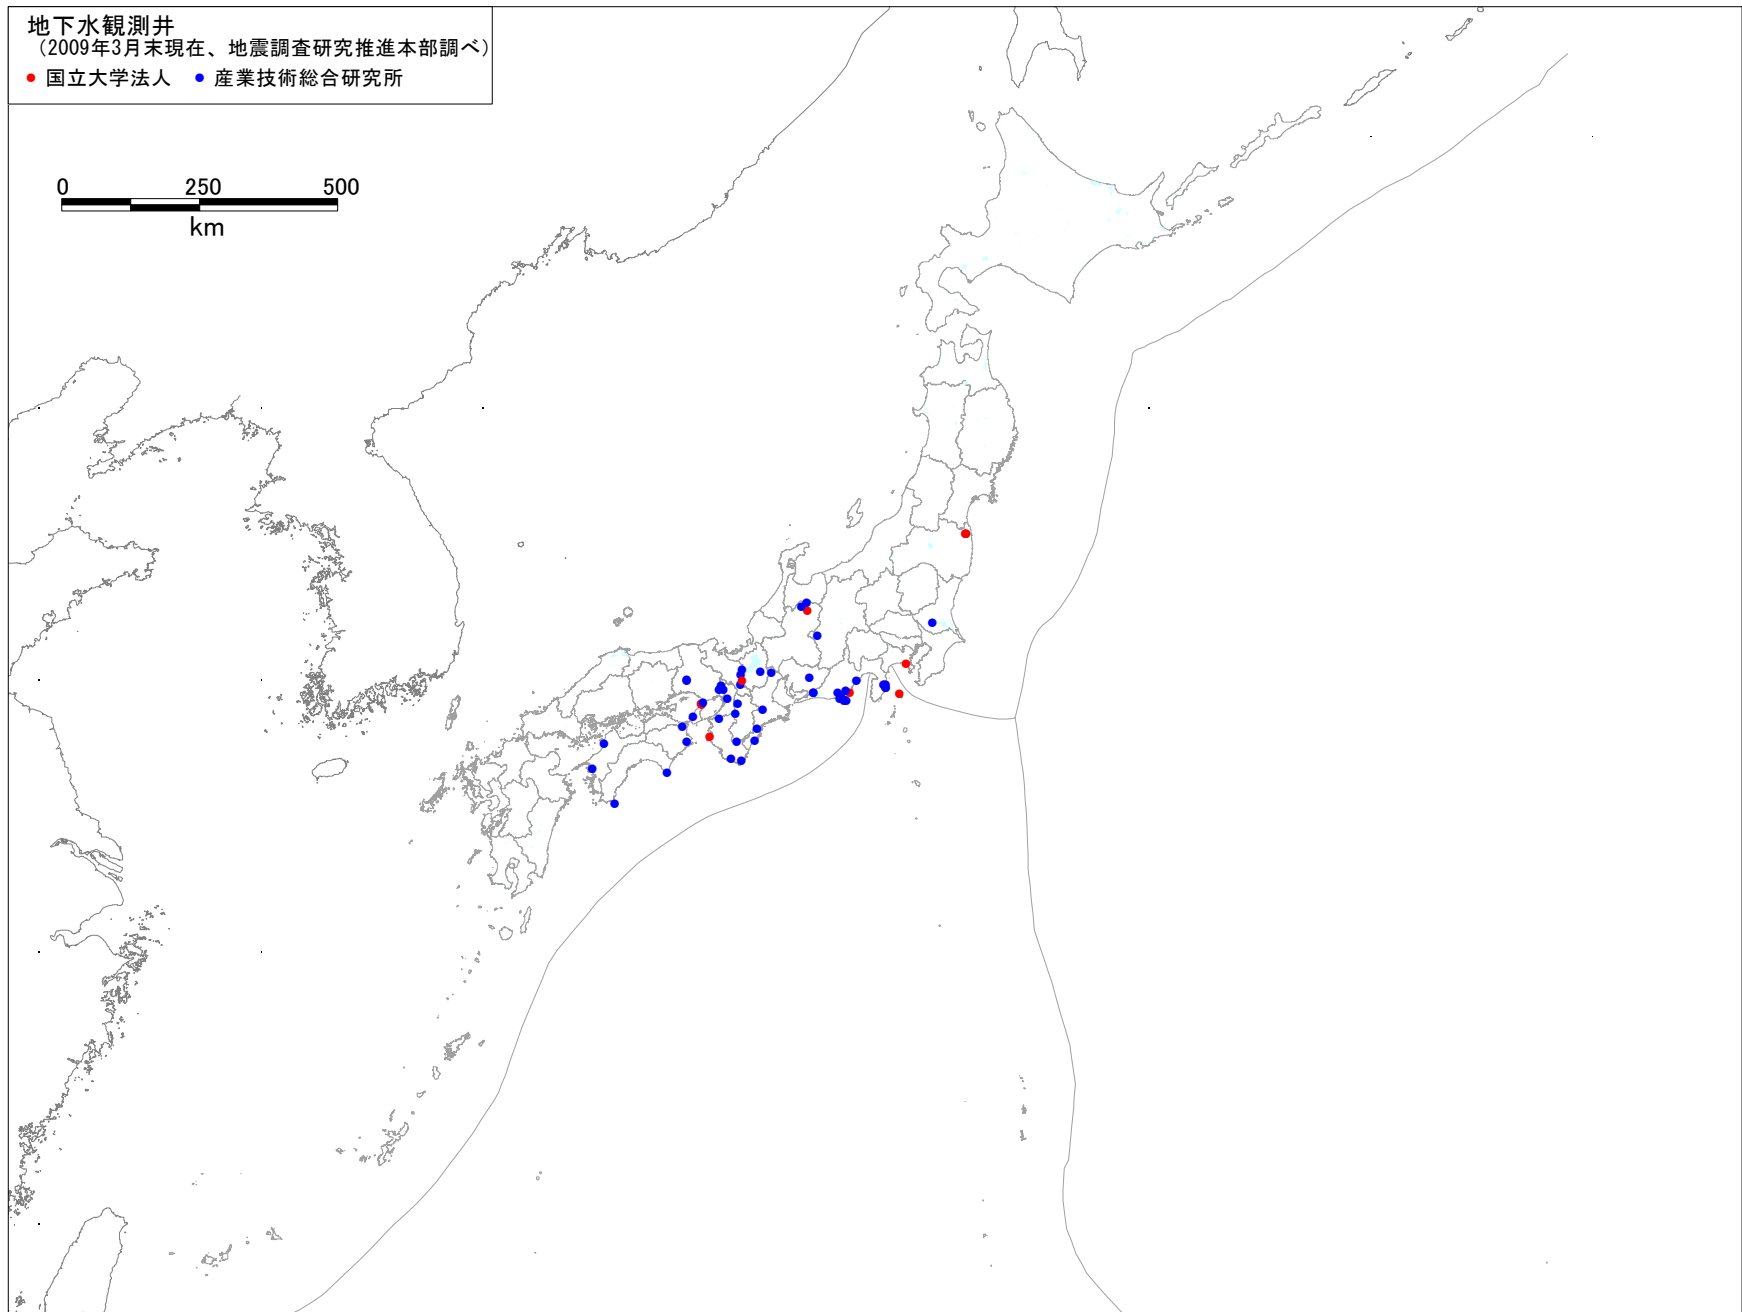 地下水観測井
（2009年3月末現在、地震調査研究推進本部調べ）
国立大学法人 産業技術総合研究所
0 250 500
km